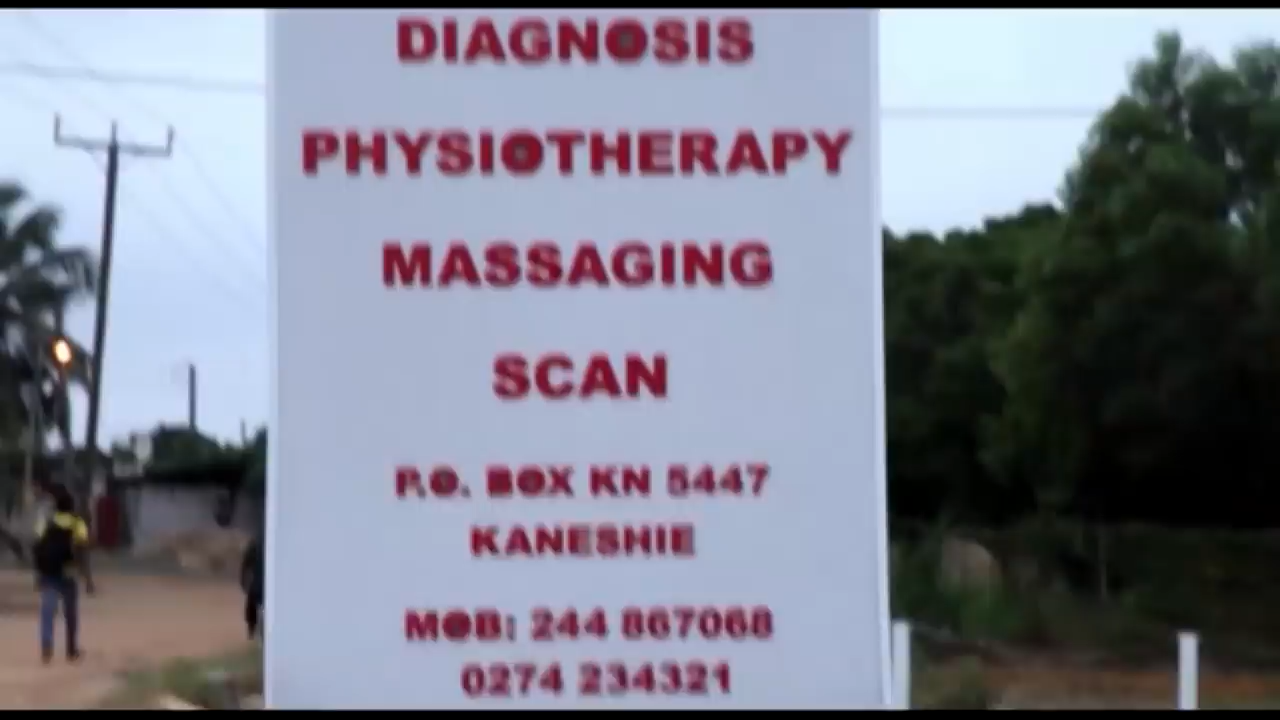 DIAGNOSIS
PHYSIOTHERAPY
MASSAGING
SCAN
P.O. BOX KN 5447
KANESHIE
MOB: 244 867068
0274 234321